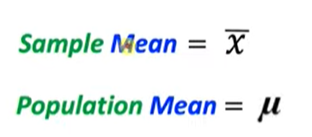 Sample Mean = x̅
Population Mean = μ